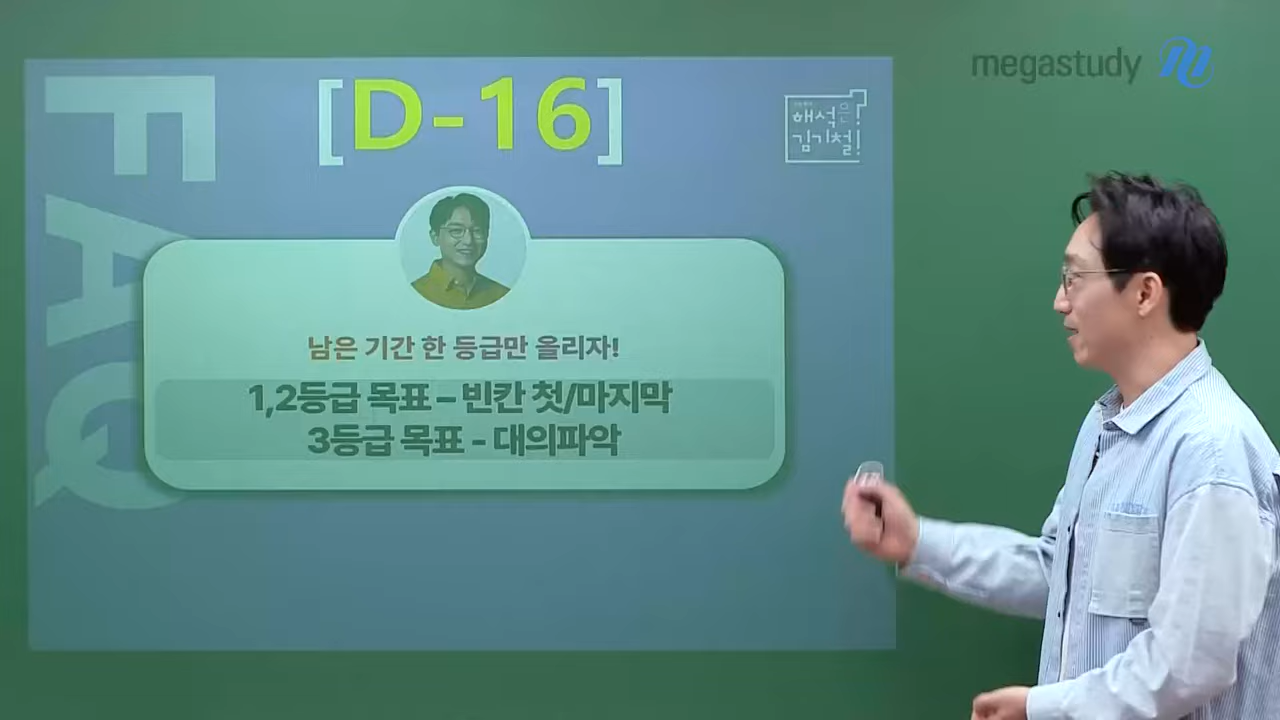 megastudy
FAQ
[D-16]
해석은!
김기철!
남은 기간 한 등급만 올리자!
1,2등급 목표 – 빈칸 첫/마지막
3등급 목표 - 대의파악